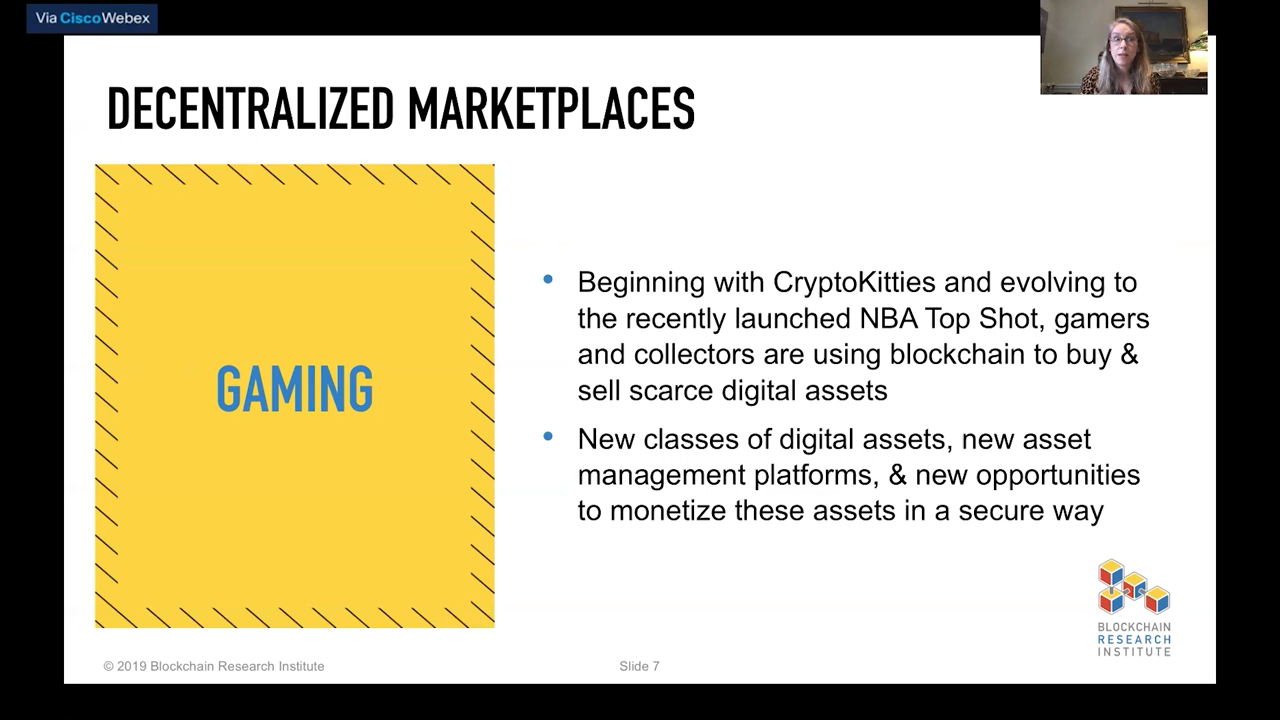 Via CiscoWebex
DECENTRALIZED MARKETPLACES
GAMING
• Beginning with CryptoKitties and evolving to
the recently launched NBA Top Shot, gamers
and collectors are using blockchain to buy &
sell scarce digital assets
• New classes of digital assets, new asset
management platforms, & new opportunities
to monetize these assets in a secure way
BLOCKCHAIN
RESEARCH
INSTITUTE
© 2019 Blockchain Research Institute
Slide 7